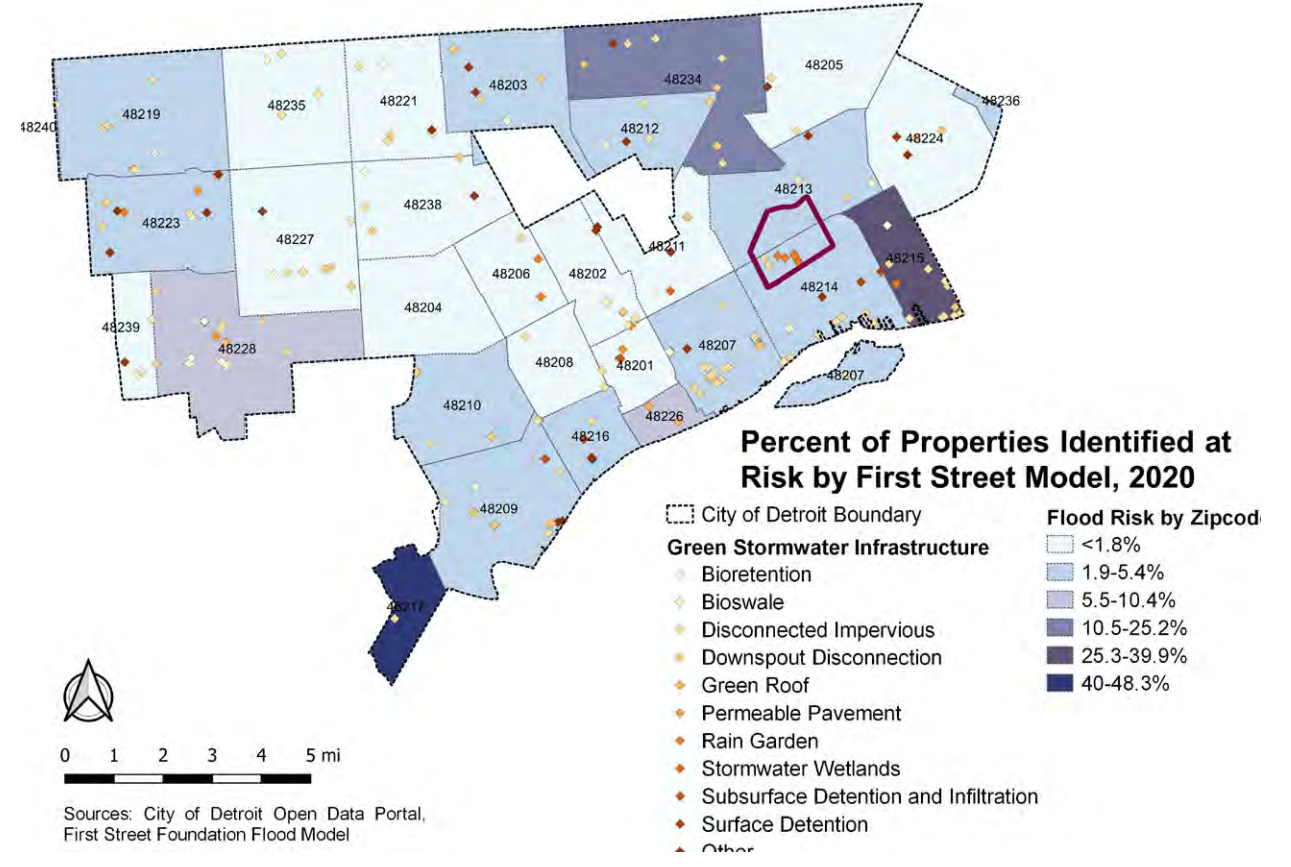 48205
48234
48203
48236
48235
48221
48219
48240
48212
48224
48213
48238
48223
48227
48211
48215
48206
48202
48214
48204
48239
48228
48207
48208
48201
48207
48210
48226
48216
48209
48217
Percent of Properties Identified at
Risk by First Street Model, 2020
City of Detroit Boundary
Green Stormwater Infrastructure
Bioretention
Bioswale
Disconnected Impervious
Downspout Disconnection
Green Roof
Permeable Pavement
Rain Garden
Stormwater Wetlands
Subsurface Detention and Infiltration
Surface Detention
Other
Flood Risk by Zipcod
<1.8%
1.9-5.4%
5.5-10.4%
10.5-25.2%
25.3-39.9%
40-48.3%
0 1 2 3 4 5 mi
Sources: City of Detroit Open Data Portal,
First Street Foundation Flood Model